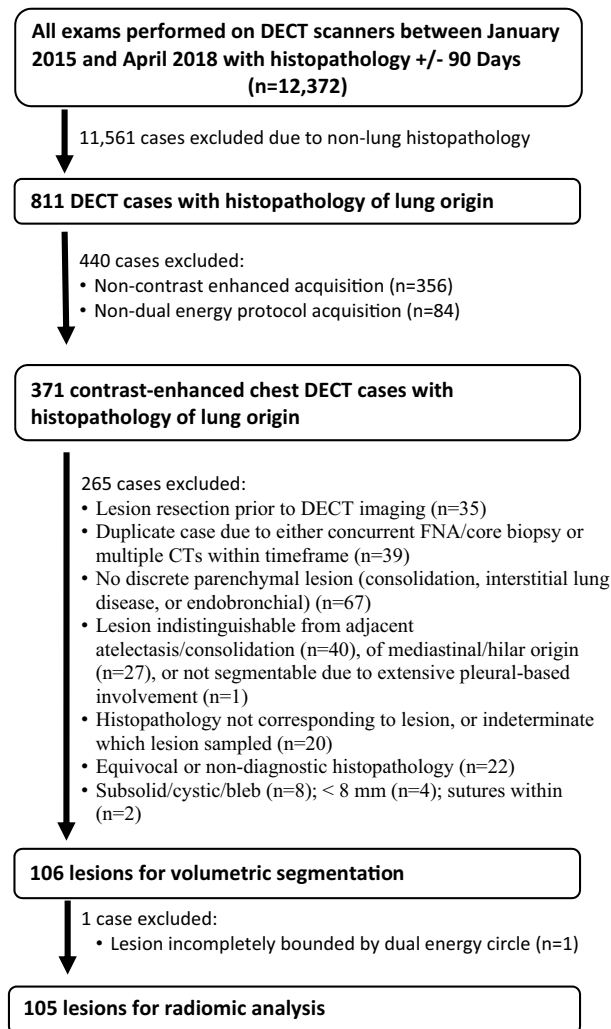 All exams performed on DECT scanners between January
2015 and April 2018 with histopathology +/- 90 Days
(n=12,372)
11,561 cases excluded due to non-lung histopathology
811 DECT cases with histopathology of lung origin
440 cases excluded:
• Non-contrast enhanced acquisition (n=356)
• Non-dual energy protocol acquisition (n=84)
371 contrast-enhanced chest DECT cases with
histopathology of lung origin
265 cases excluded:
• Lesion resection prior to DECT imaging (n=35)
• Duplicate case due to either concurrent FNA/core biopsy or
multiple CTs within timeframe (n=39)
• No discrete parenchymal lesion (consolidation, interstitial lung
disease, or endobronchial) (n=67)
• Lesion indistinguishable from adjacent
atelectasis/consolidation (n=40), of mediastinal/hilar origin
(n=27), or not segmentable due to extensive pleural-based
involvement (n=1)
• Histopathology not corresponding to lesion, or indeterminate
which lesion sampled (n=20)
• Equivocal or non-diagnostic histopathology (n=22)
• Subsolid/cystic/bleb (n=8); < 8 mm (n=4); sutures within
(n=2)
106 lesions for volumetric segmentation
1 case excluded:
• Lesion incompletely bounded by dual energy circle (n=1)
105 lesions for radiomic analysis